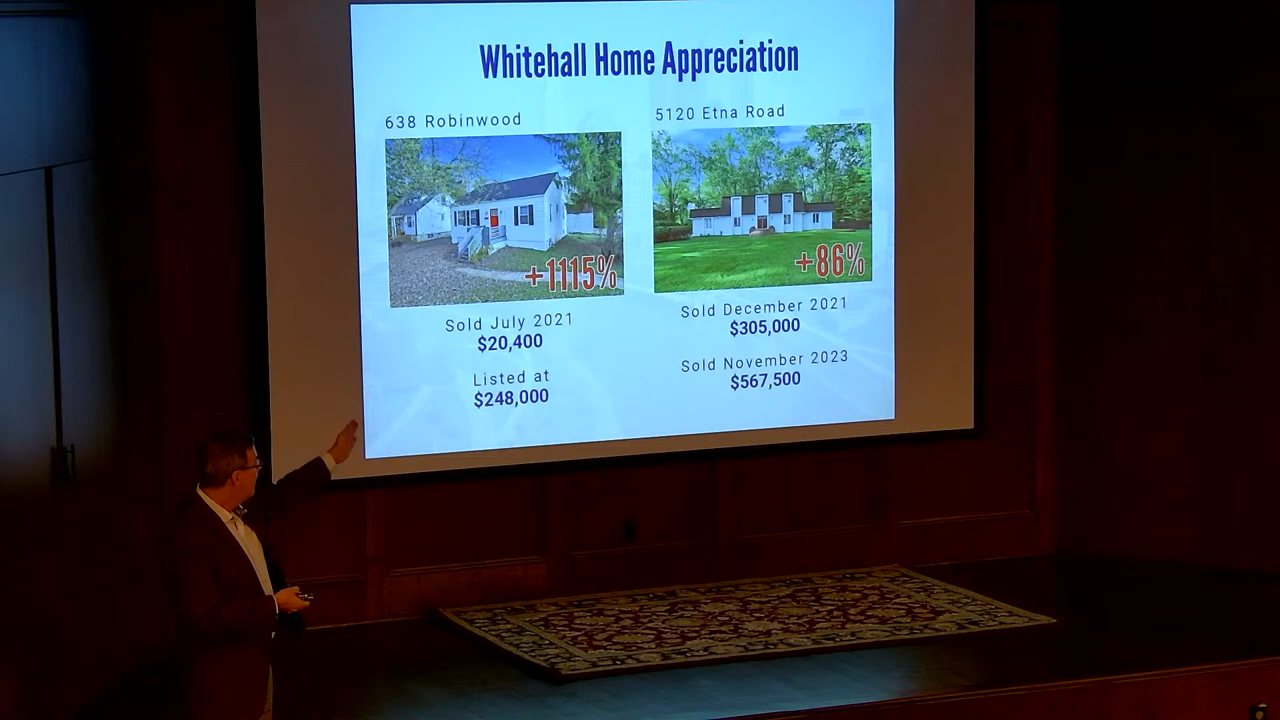 Whitehall Home Appreciation
638 Robinwood
+1115%
Sold July 2021
$20,400
Listed at
$248,000
5120 Etna Road
+86%
Sold December 2021
$305,000
Sold November 2023
$567,500